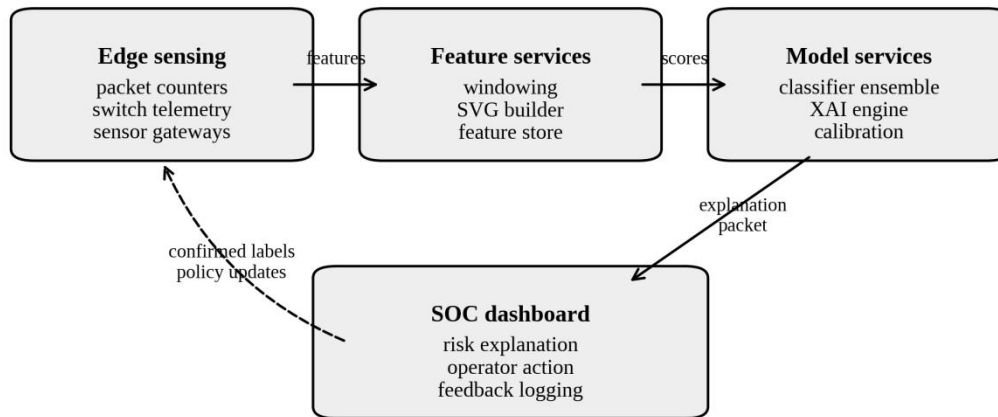 Edge sensing
packet counters
switch telemetry
sensor gateways
features
Feature services
windowing
SVG builder
feature store
scores
Model services
classifier ensemble
XAI engine
calibration
explanation
packet
confirmed labels
policy updates
SOC dashboard
risk explanation
operator action
feedback logging